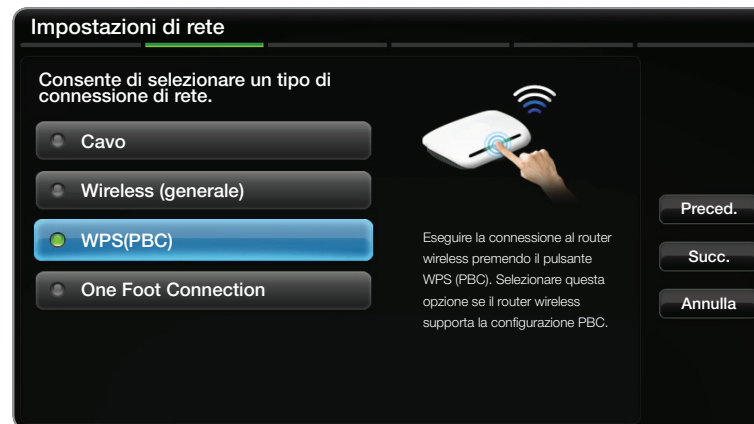 Impostazioni di rete
Consente di selezionare un tipo di
connessione di rete.
Cavo
Wireless (generale)
WPS(PBC)
One Foot Connection
Eseguire la connessione al router
wireless premendo il pulsante
WPS (PBC). Selezionare questa
opzione se il router wireless
supporta la configurazione PBC.
Preced.
Succ.
Annulla